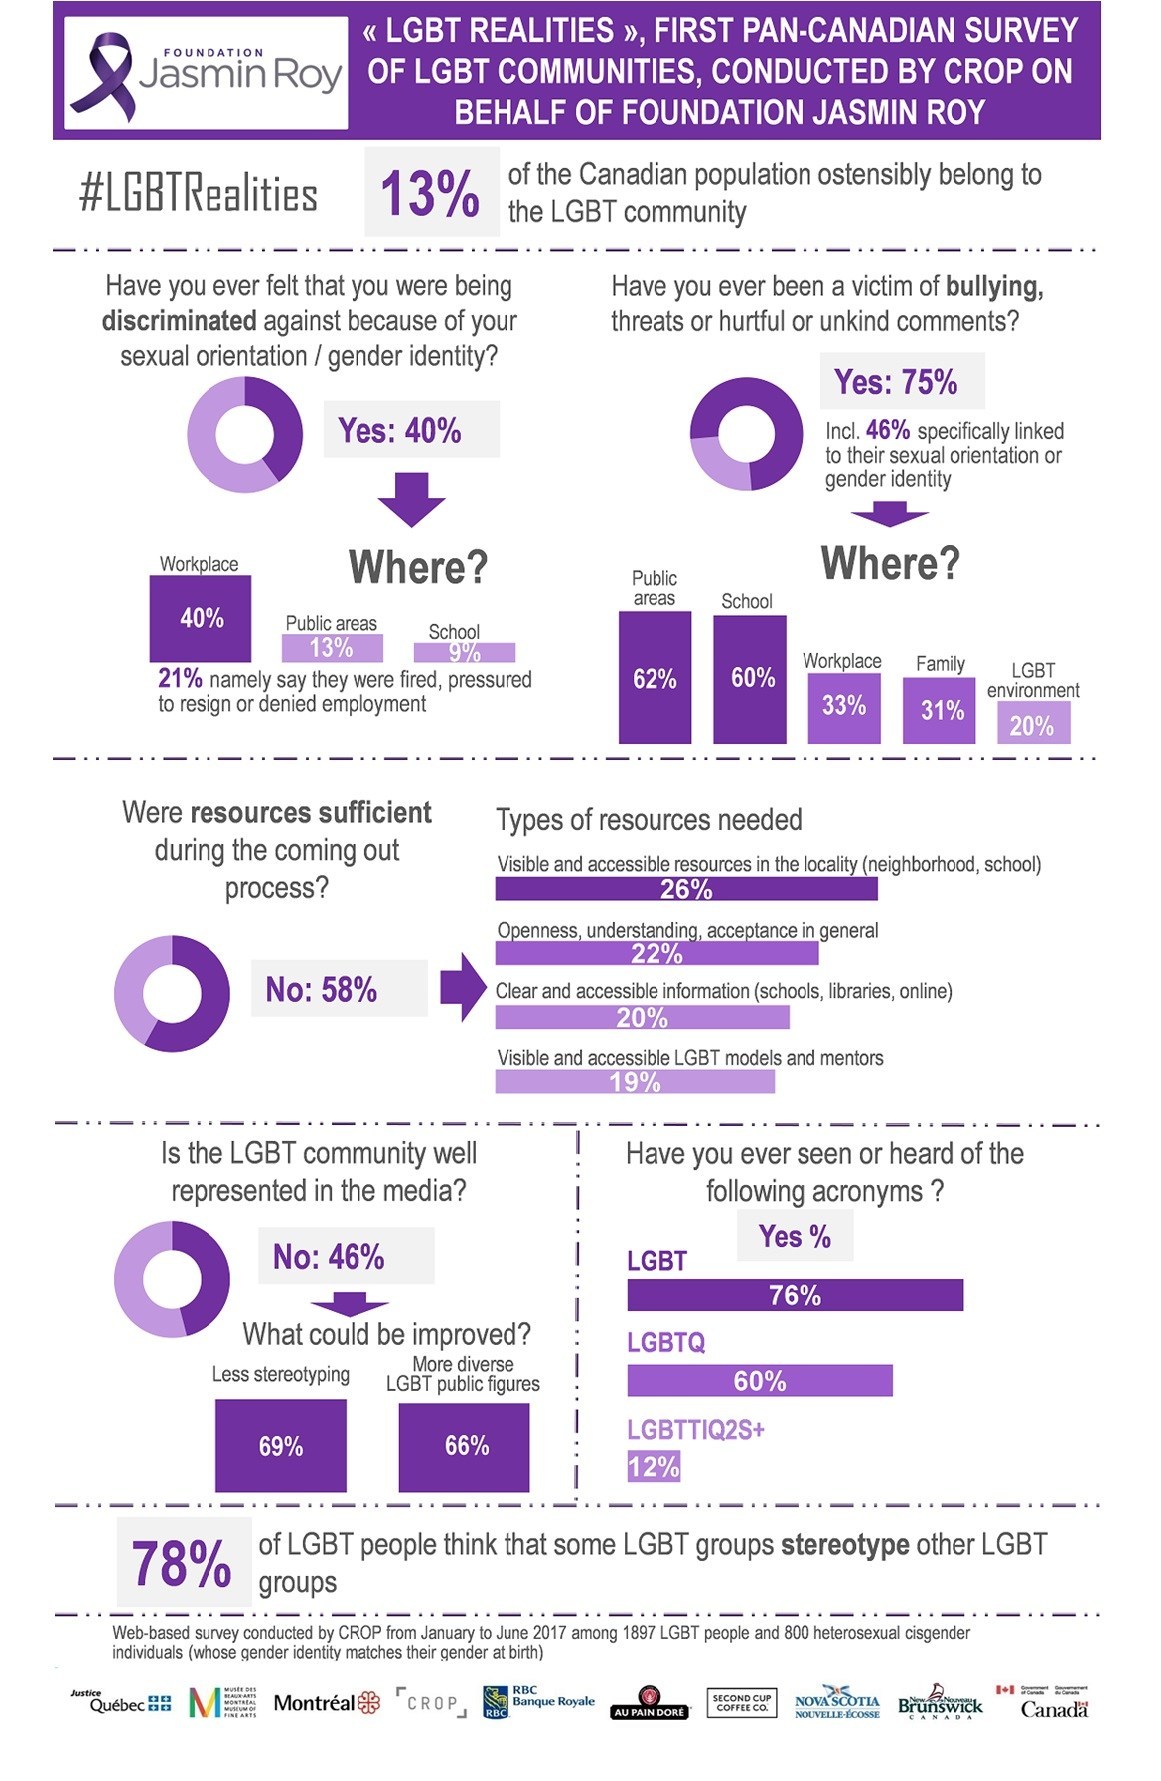 FOUNDATION
Jasmin Roy
« LGBT REALITIES », FIRST PAN-CANADIAN SURVEY
OF LGBT COMMUNITIES, CONDUCTED BY CROP ON
BEHALF OF FOUNDATION JASMIN ROY
#LGBTRealities
13%
of the Canadian population ostensibly belong to
the LGBT community
Have you ever felt that you were being
discriminated against because of your
sexual orientation / gender identity?
Yes: 40%
Where?
Workplace
40%
Public areas
13%
School
9%
21% namely say they were fired, pressured
to resign or denied employment
Have you ever been a victim of bullying,
threats or hurtful or unkind comments?
Yes: 75%
Incl. 46% specifically linked
to their sexual orientation or
gender identity
Where?
Public
areas
62%
School
60%
Workplace
33%
Family
31%
LGBT
environment
20%
Were resources sufficient
during the coming out
process?
No: 58%
Types of resources needed
Visible and accessible resources in the locality (neighborhood, school)
26%
Openness, understanding, acceptance in general
22%
Clear and accessible information (schools, libraries, online)
20%
Visible and accessible LGBT models and mentors
19%
Is the LGBT community well
represented in the media?
No: 46%
What could be improved?
Less stereotyping
69%
More diverse
LGBT public figures
66%
Have you ever seen or heard of the
following acronyms ?
Yes %
LGBT
76%
LGBTQ
60%
LGBTTIQ2S+
12%
78%
of LGBT people think that some LGBT groups stereotype other LGBT
groups
Web-based survey conducted by CROP from January to June 2017 among 1897 LGBT people and 800 heterosexual cisgender
individuals (whose gender identity matches their gender at birth)
Justice
Québec
M
MUSÉE DES
BEAUX-ARTS
MONTRÉAL
MUSEUM OF
FINE ARTS
Montréal
CROP
RBC
RBC
Banque Royale
AU PAIN DORÉ
SECOND CUP
COFFEE CO.
NOVA SCOTIA
NOUVELLE-ÉCOSSE
New Nouveau
Brunswick
CANADA
Government of Canada
Gouvernement du Canada
Canada